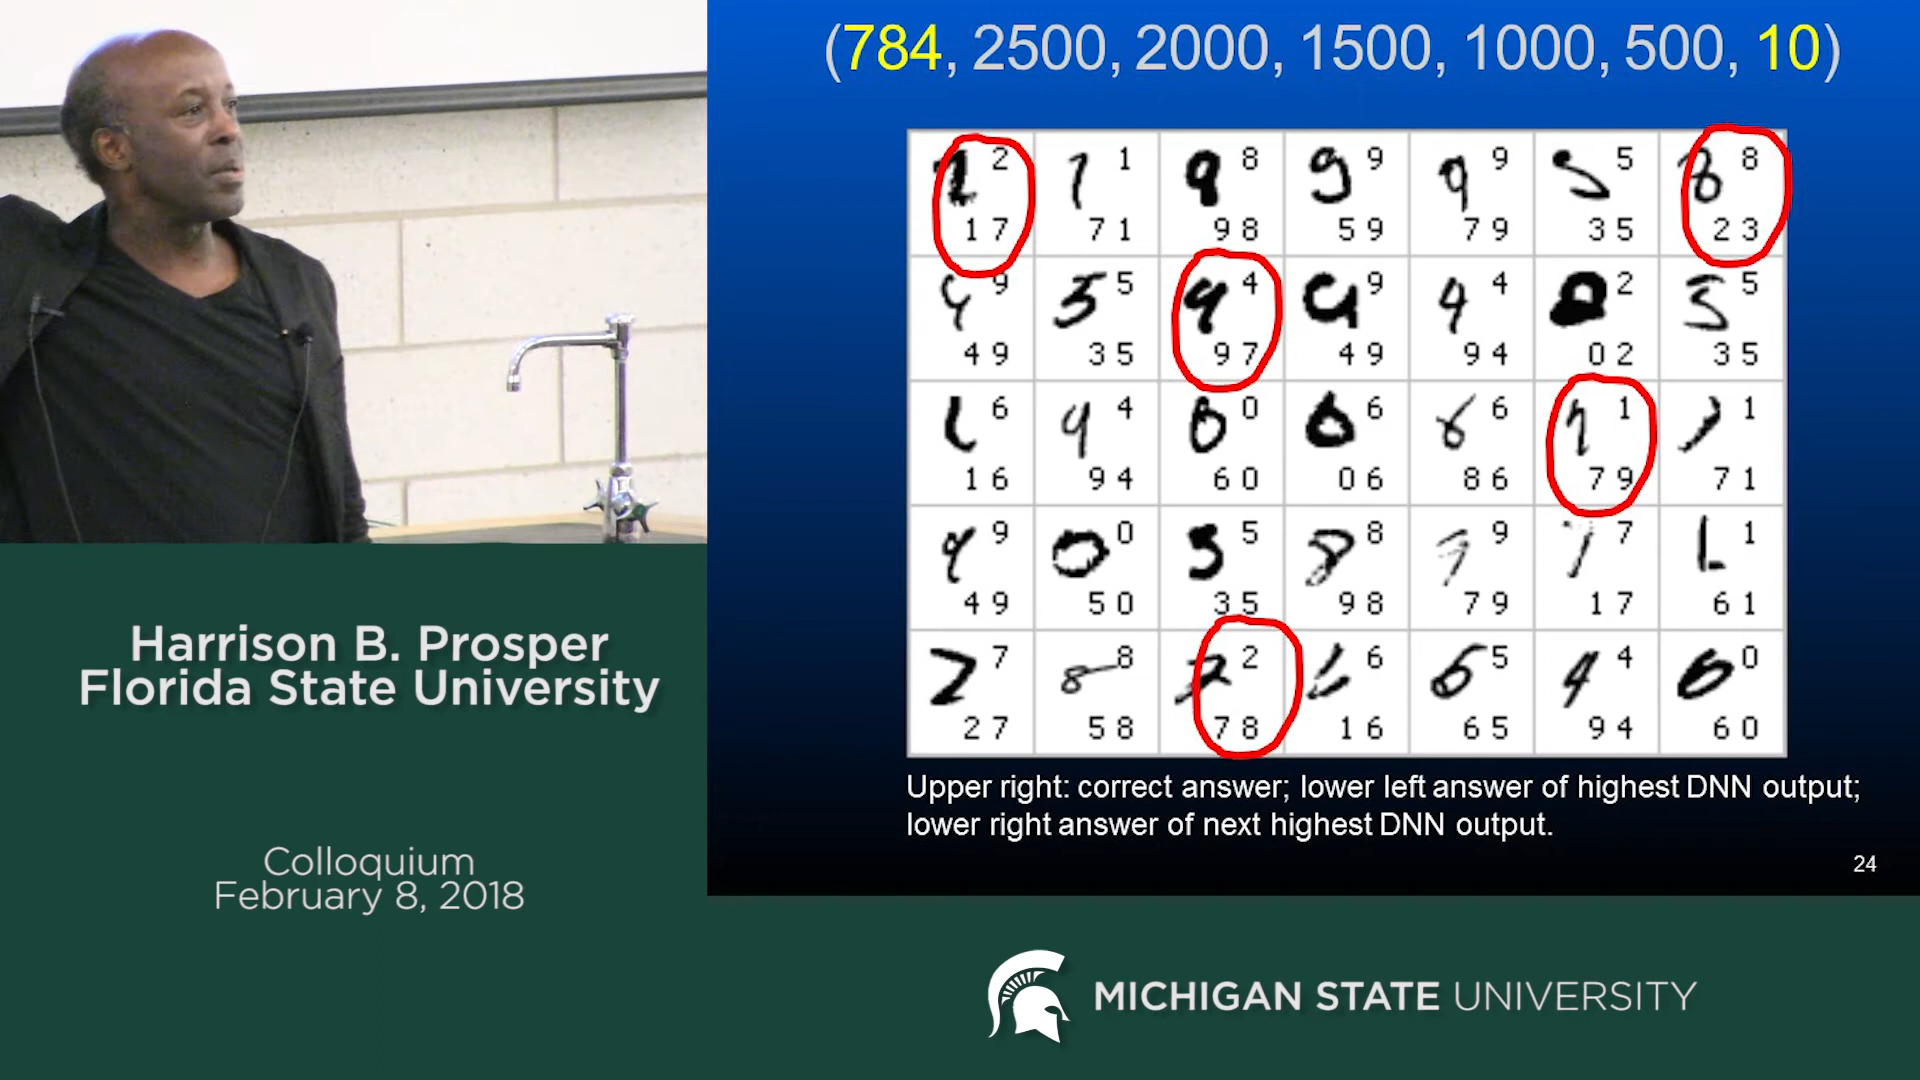 (784, 2500, 2000, 1500, 1000, 500, 10)
2 1 8 9 9 5 8
17 71 98 59 79 35 23
9 5 4 9 4 2 5
49 35 97 49 94 02 35
6 4 0 6 6 1 1
16 94 60 06 86 79 71
9 0 5 8 9 7 1
49 50 35 98 79 17 61
7 8 2 6 5 4 0
27 58 78 16 65 94 60
Upper right: correct answer; lower left answer of highest DNN output;
lower right answer of next highest DNN output.
24
Harrison B. Prosper
Florida State University
Colloquium
February 8, 2018
MICHIGAN STATE UNIVERSITY